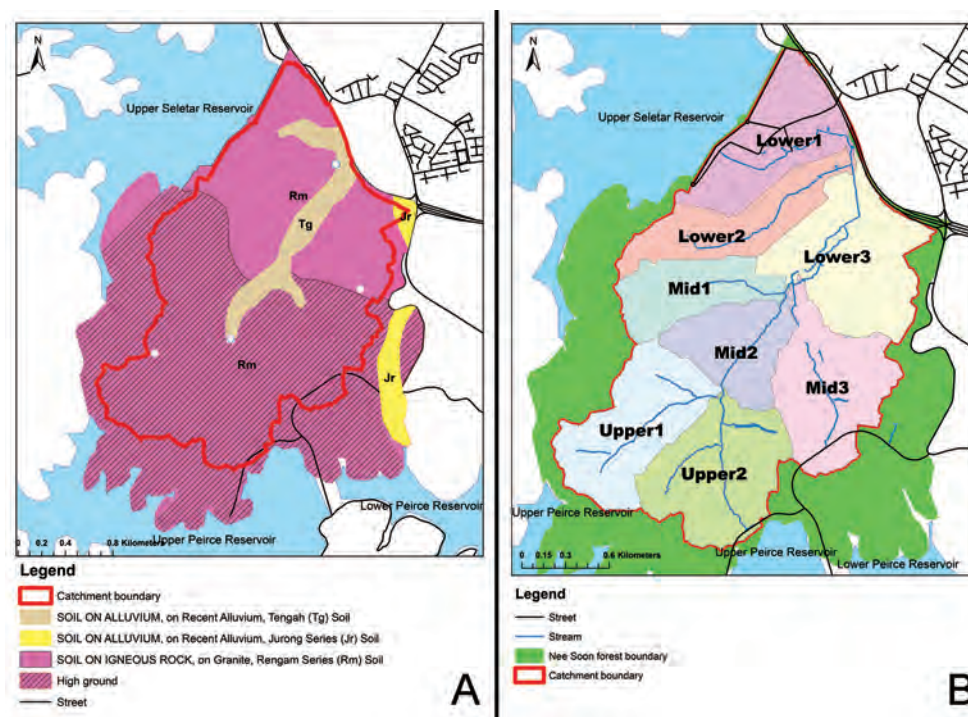 N
Upper Seletar Reservoir
Rm
Tg
Jr
Rm
Jr
Lower Peirce Reservoir
Upper Peirce Reservoir
0 0.2 0.4 0.8 Kilometers
Legend
Catchment boundary
SOIL ON ALLUVIUM, on Recent Alluvium, Tengah (Tg) Soil
SOIL ON ALLUVIUM, on Recent Alluvium, Jurong Series (Jr) Soil
SOIL ON IGNEOUS ROCK, on Granite, Rengam Series (Rm) Soil
High ground
Street
A
N
Upper Seletar Reservoir
Lower1
Lower2
Lower3
Mid1
Mid2
Mid3
Upper1
Upper2
Upper Peirce Reservoir
Upper Peirce Reservoir
Lower Peirce Reservoir
0 0.15 0.3 0.6 Kilometers
Legend
Street
Stream
Nee Soon forest boundary
Catchment boundary
B